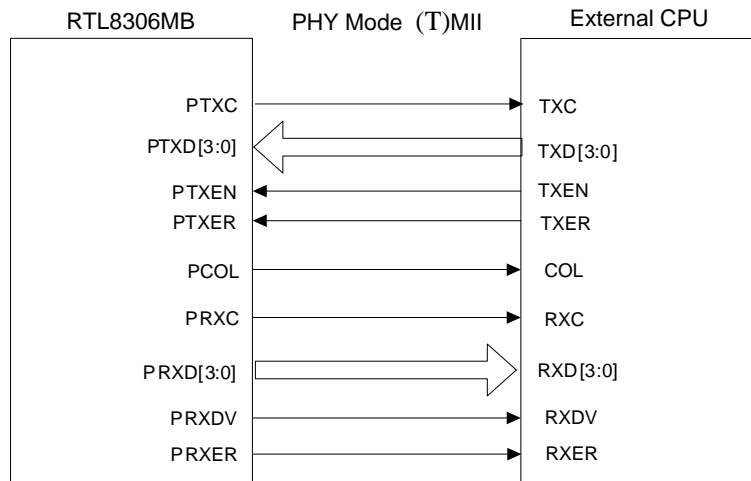 RTL8306MB PHY Mode (T)MII External CPU
PTXC TXC
PTXD[3:0] TXD[3:0]
PTXEN TXEN
PTXER TXER
PCOL COL
PRXC RXC
PRXD[3:0] RXD[3:0]
PRXDV RXDV
PRXER RXER